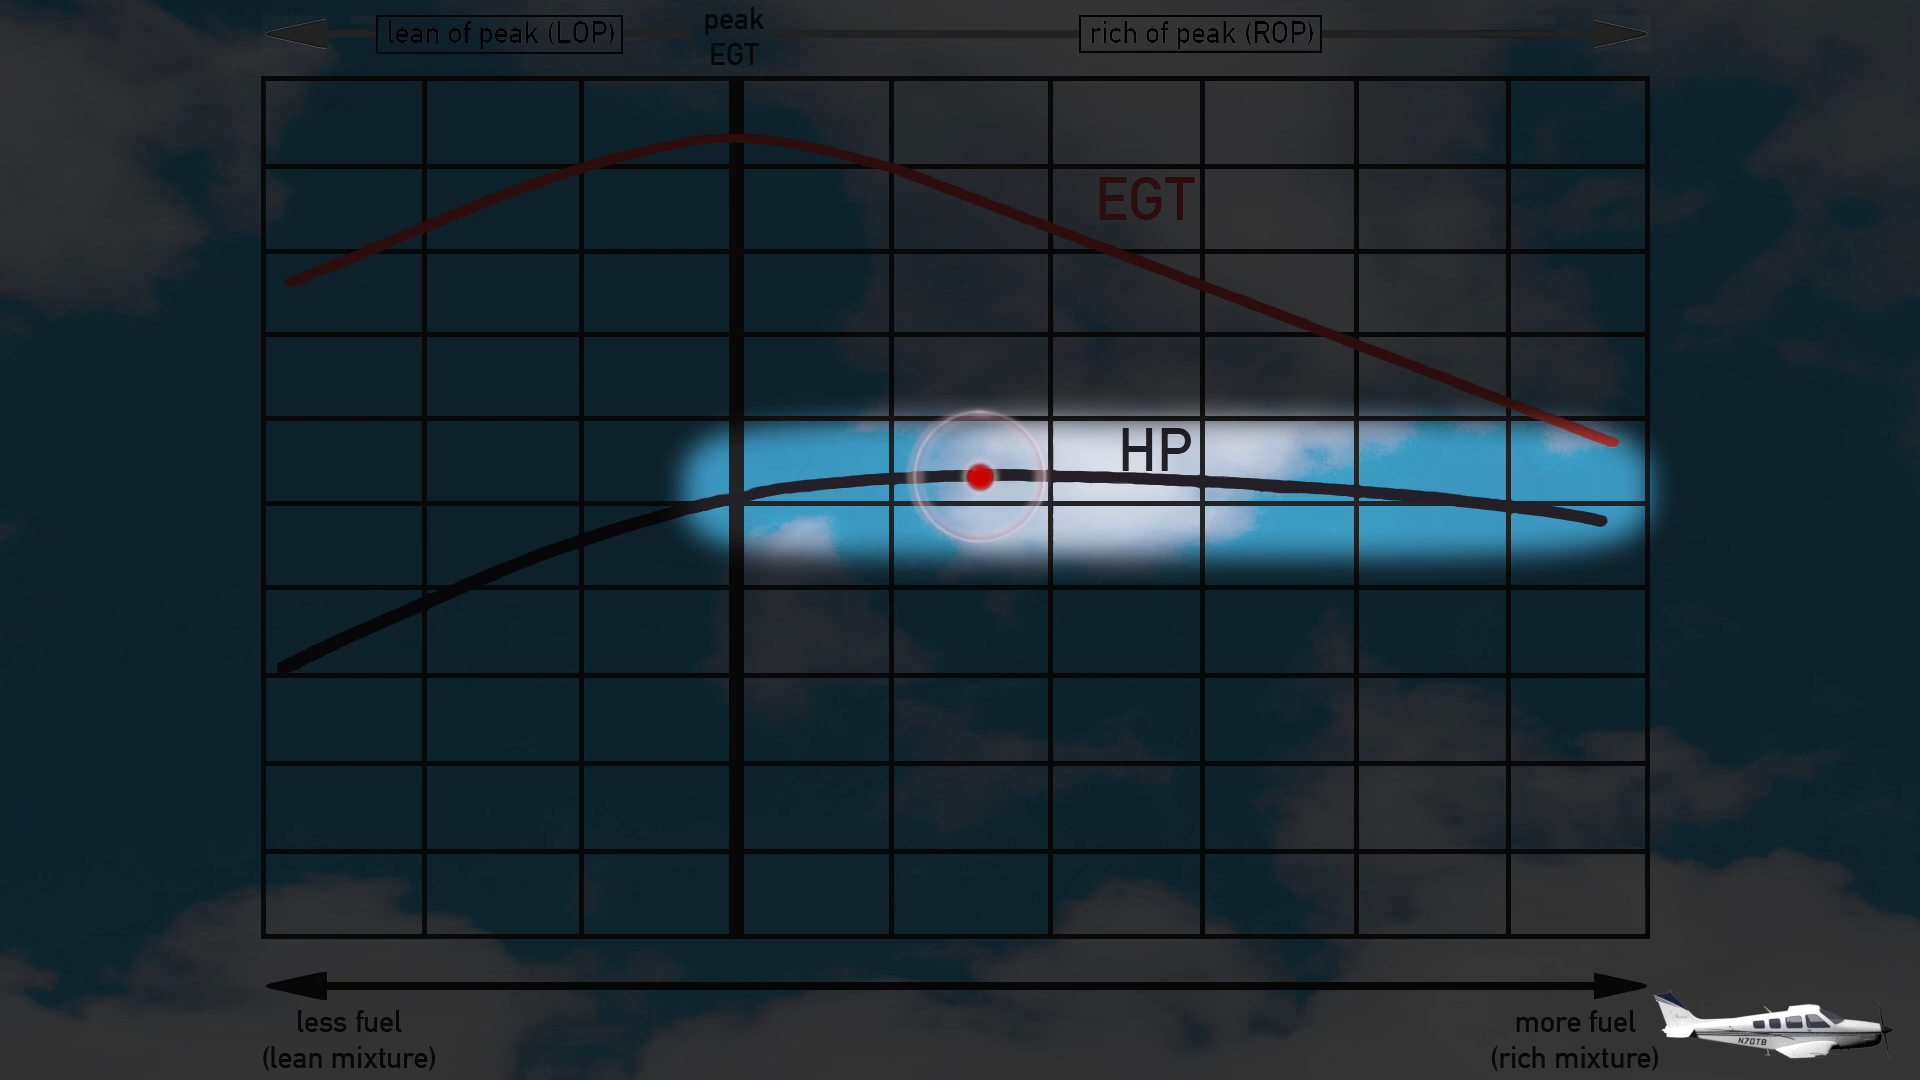 lean of peak (LOP)
peak
EGT
rich of peak (ROP)
EGT
HP
less fuel
(lean mixture)
more fuel
(rich mixture)
N70TB